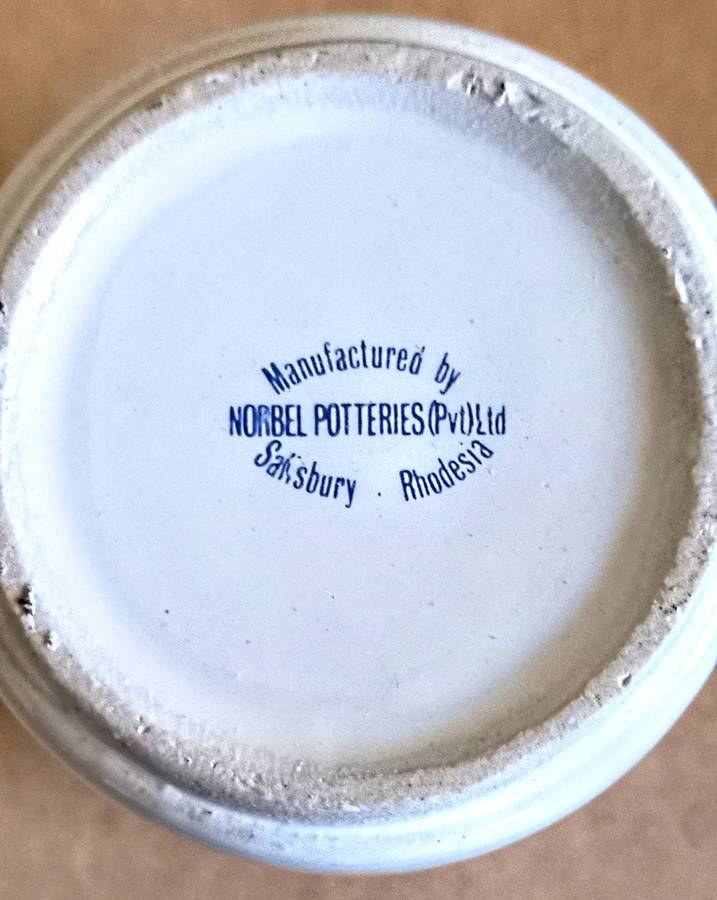 Manufactured by
NORBEL POTTERIES (Pvt) Ltd
Salisbury . Rhodesia